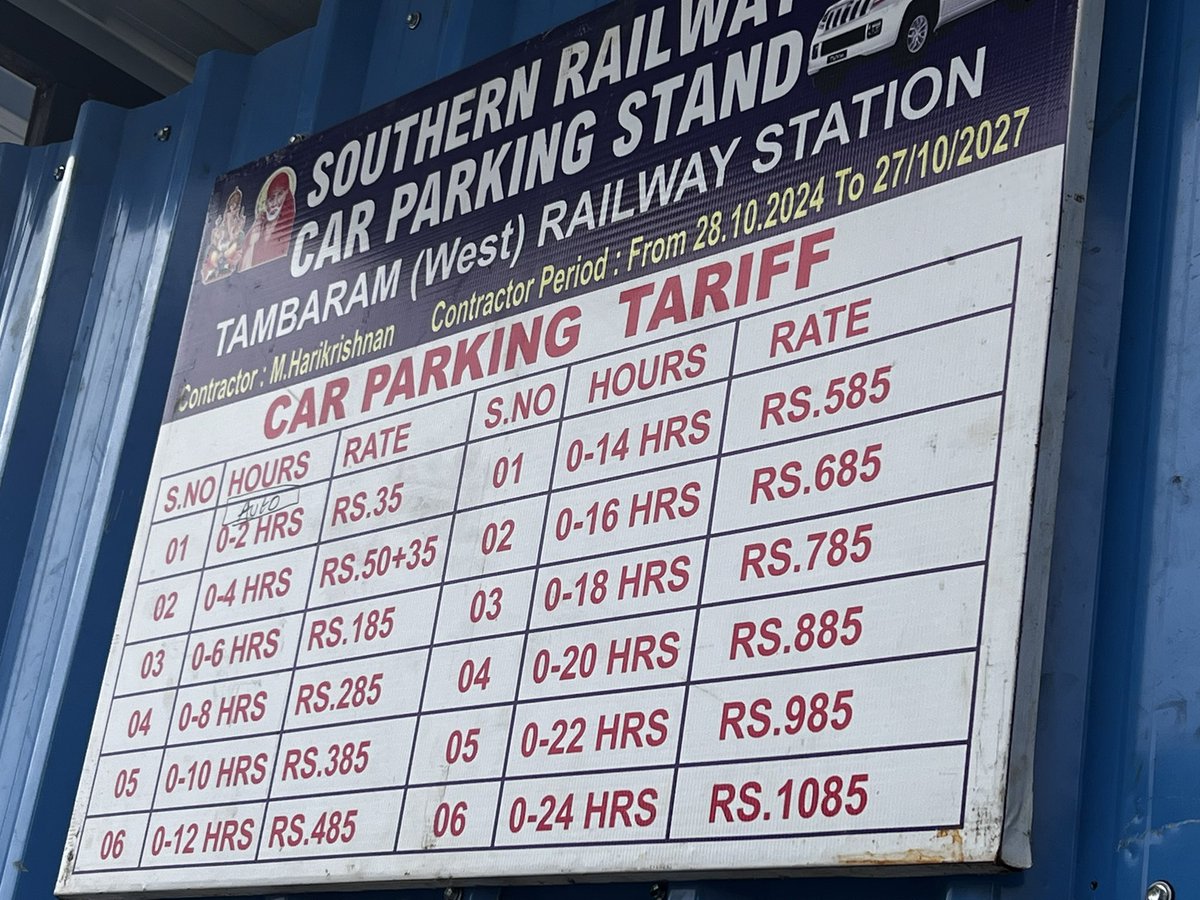 SOUTHERN RAILWAY
CAR PARKING STAND
TAMBARAM (West) RAILWAY STATION
Contractor : M.Harikrishnan Contractor Period : From 28.10.2024 To 27/10/2027
CAR PARKING TARIFF
S.NO HOURS RATE S.NO HOURS RATE
AUTO
01 0-2 HRS RS.35 01 0-14 HRS RS.585
02 0-4 HRS RS.50+35 02 0-16 HRS RS.685
03 0-6 HRS RS.185 03 0-18 HRS RS.785
04 0-8 HRS RS.285 04 0-20 HRS RS.885
05 0-10 HRS RS.385 05 0-22 HRS RS.985
06 0-12 HRS RS.485 06 0-24 HRS RS.1085